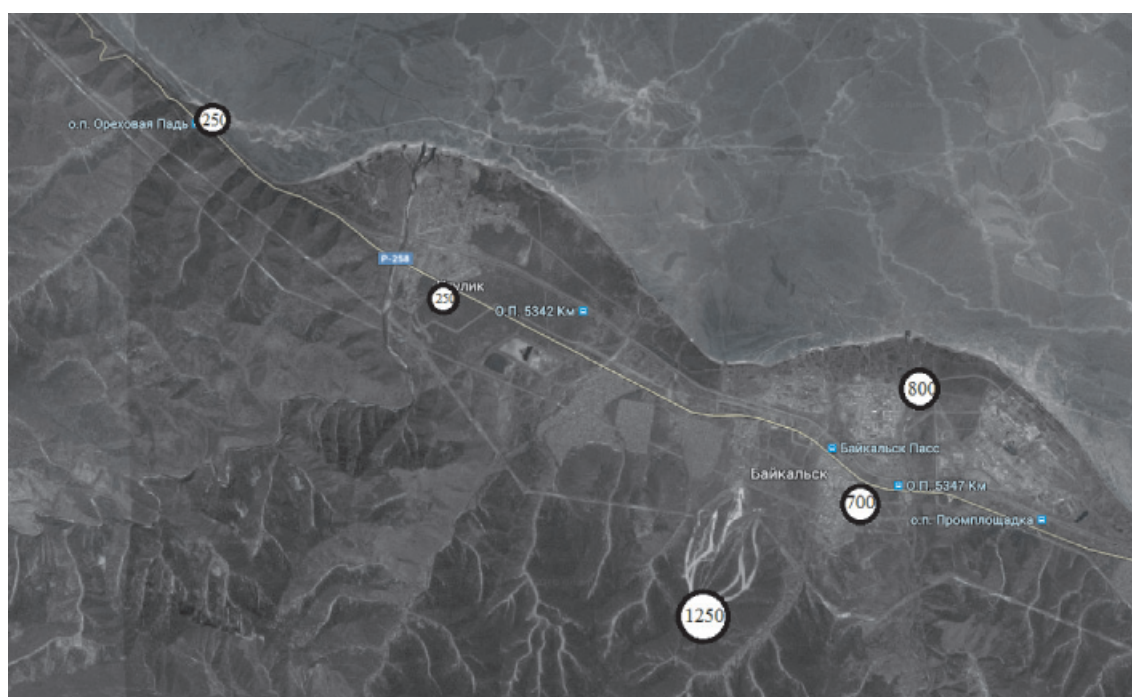 250
о.п. Ореховая Падь
Р-258
250
О.П. 5342 Км
800
Байкальск Пасс
Байкальск
О.П. 5347 Км
700
о.п. Промплощадка
1250